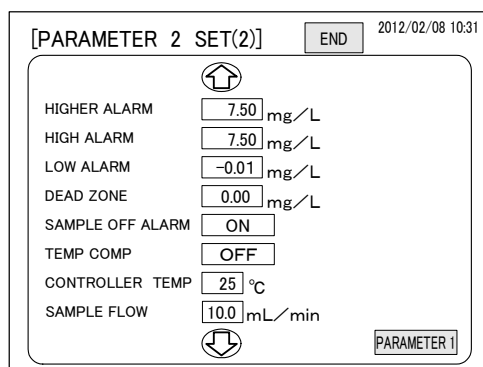 [PARAMETER 2 SET(2)] END 2012/02/08 10:31
HIGHER ALARM 7.50 mg/L
HIGH ALARM 7.50 mg/L
LOW ALARM -0.01 mg/L
DEAD ZONE 0.00 mg/L
SAMPLE OFF ALARM ON
TEMP COMP OFF
CONTROLLER TEMP 25 ℃
SAMPLE FLOW 10.0 mL/min
PARAMETER 1